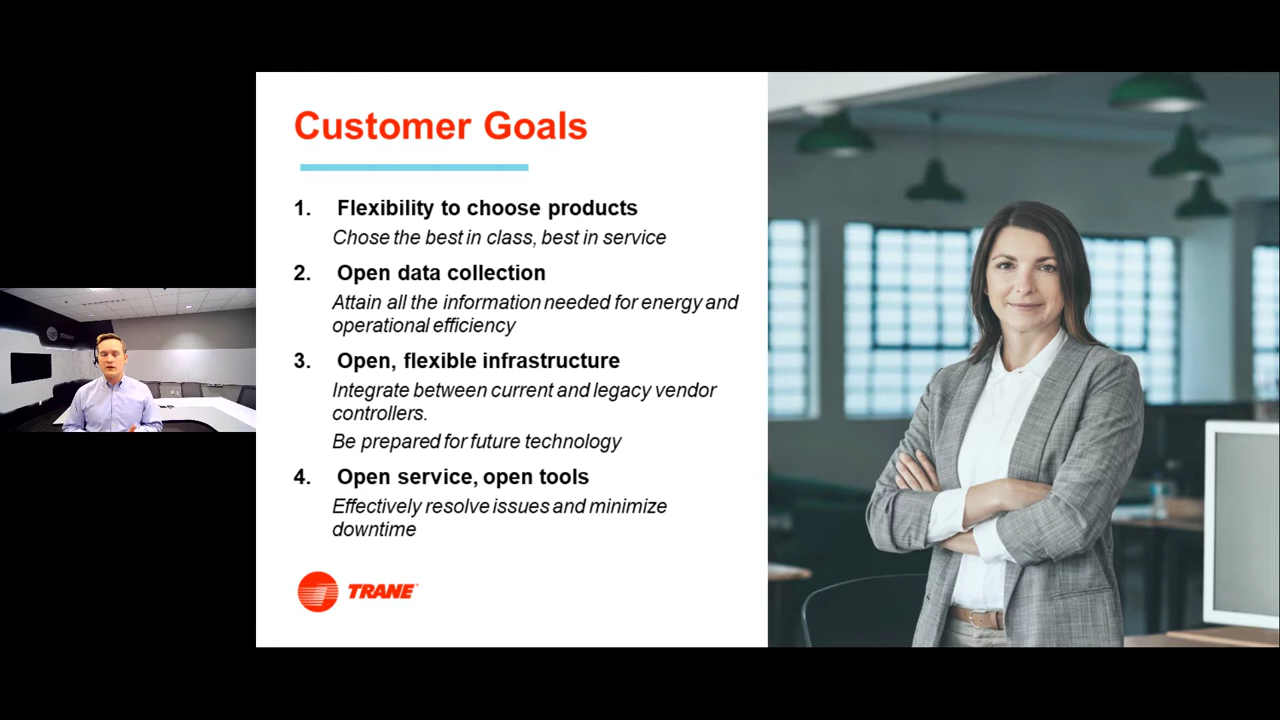 Customer Goals
1. Flexibility to choose products
Chose the best in class, best in service
2. Open data collection
Attain all the information needed for energy and
operational efficiency
3. Open, flexible infrastructure
Integrate between current and legacy vendor
controllers.
Be prepared for future technology
4. Open service, open tools
Effectively resolve issues and minimize
downtime
TRANE
TRANE